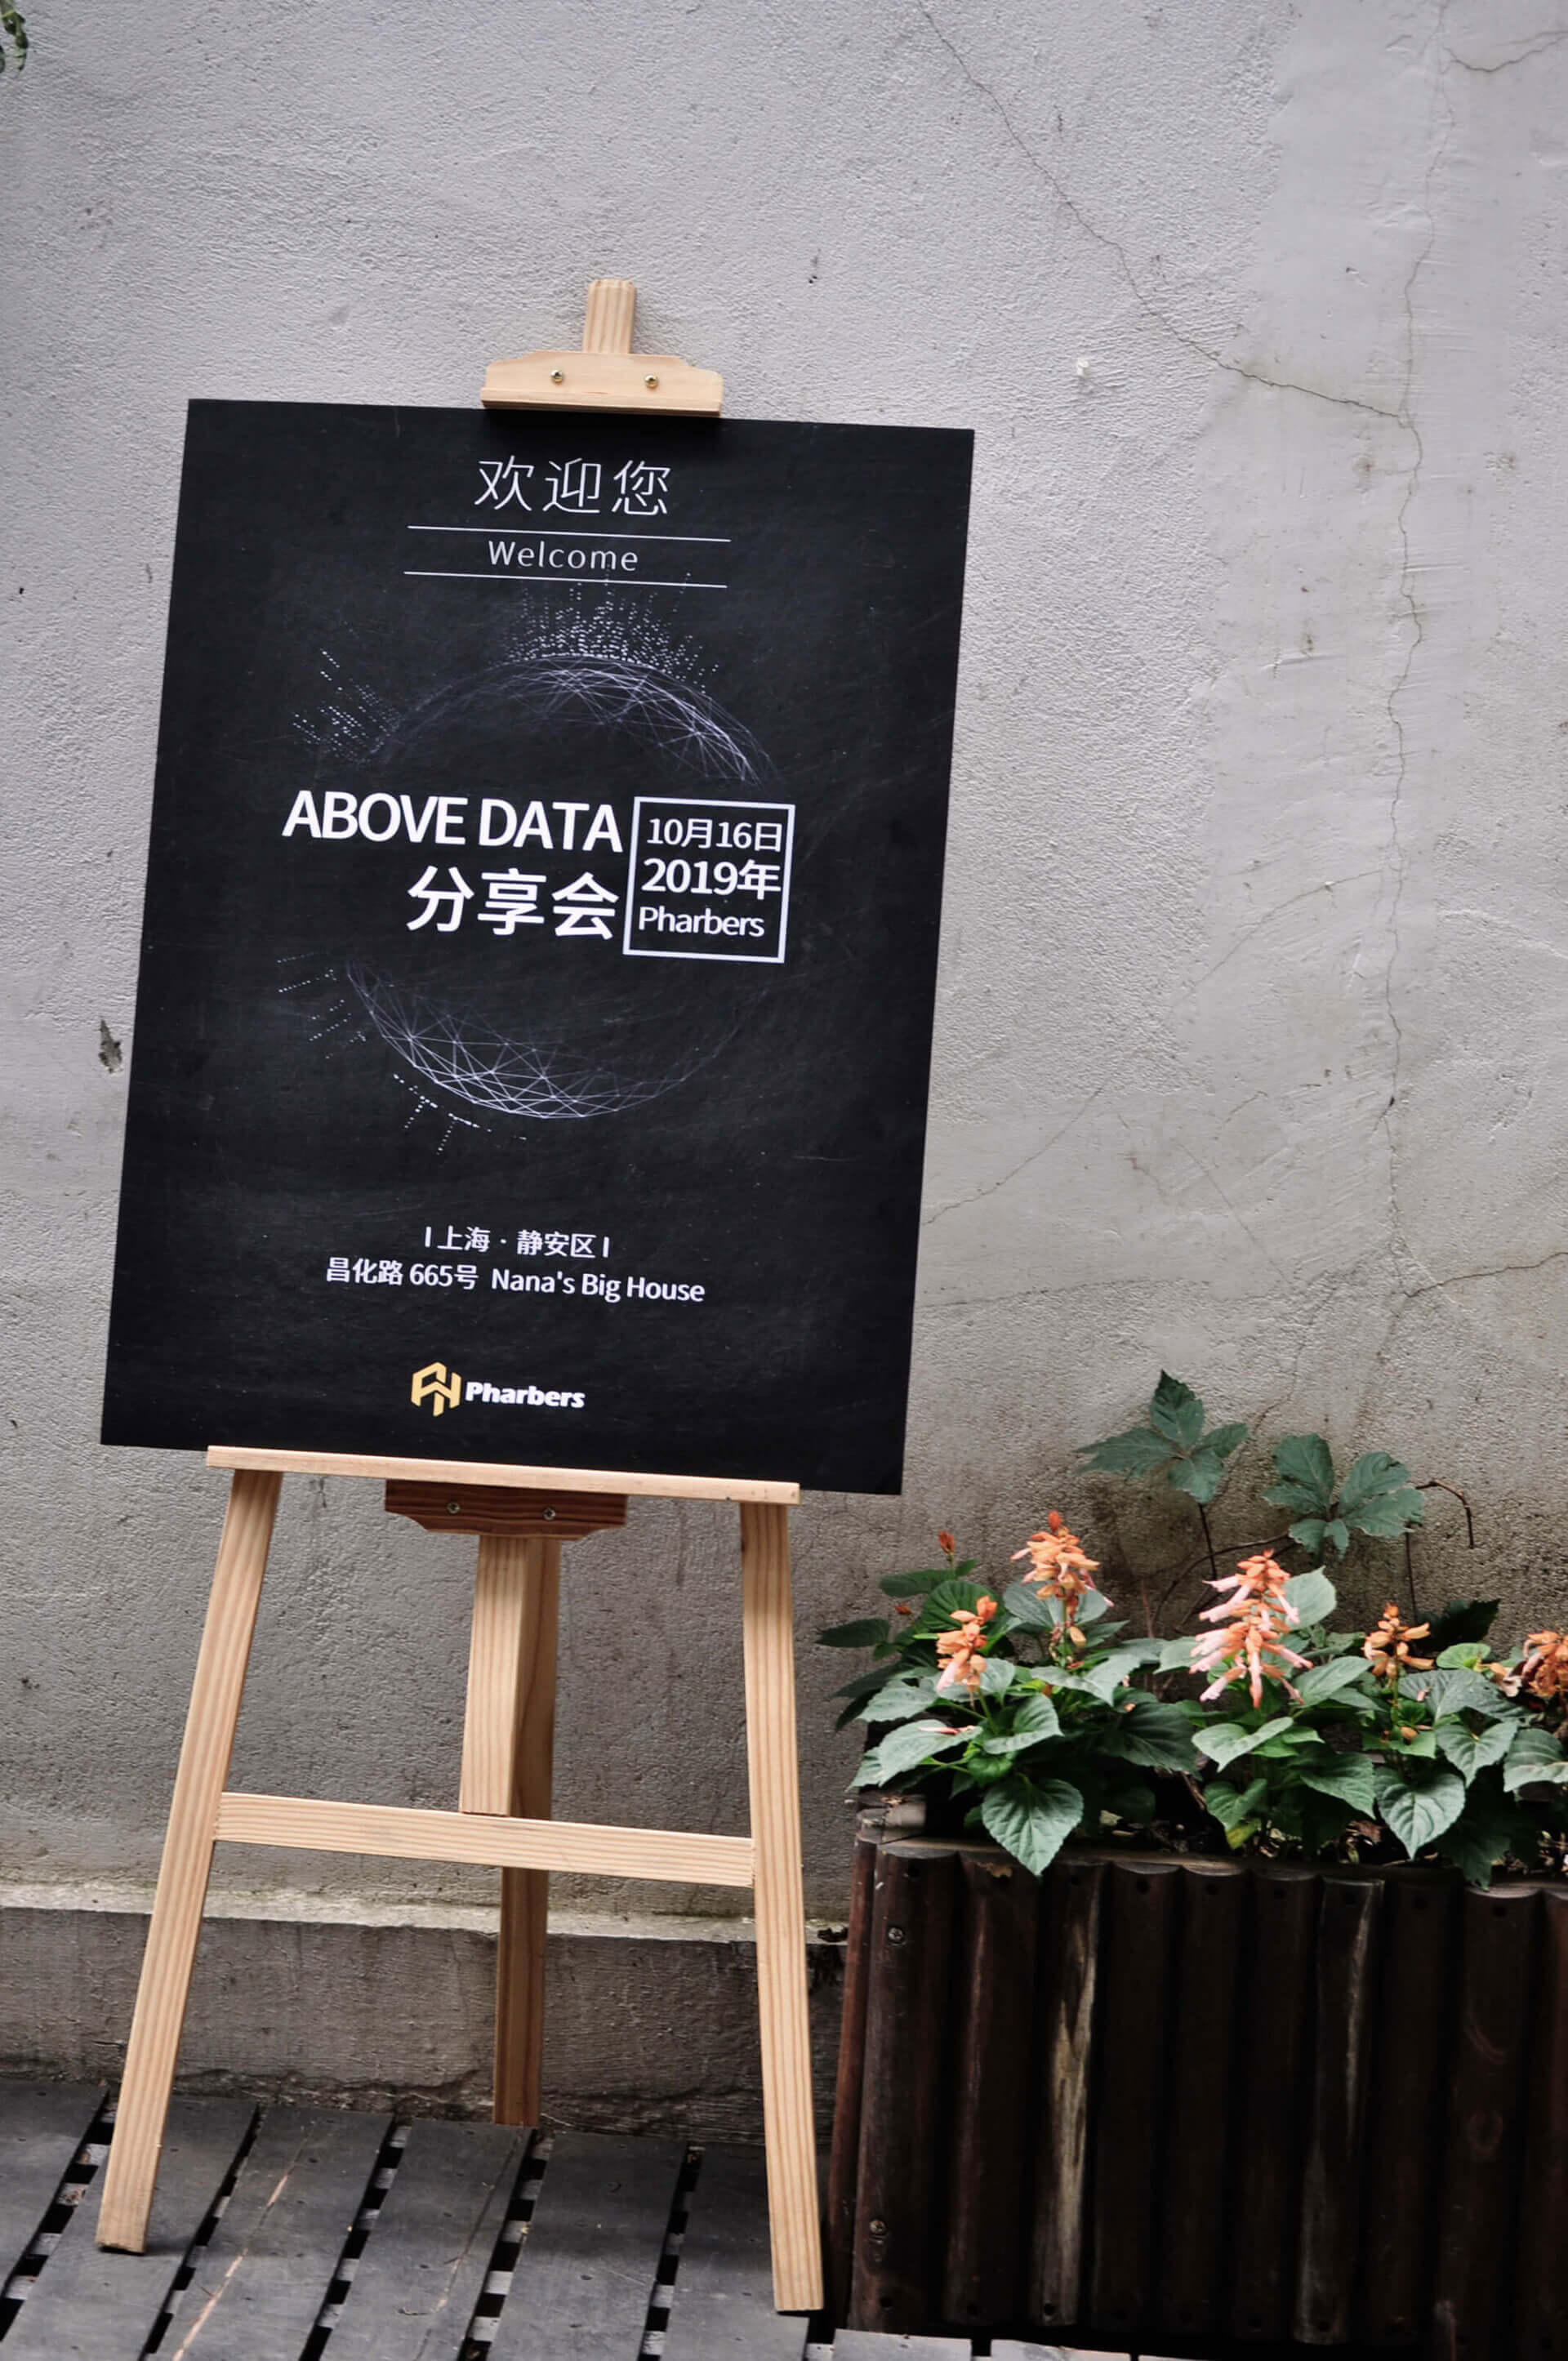 欢迎您
Welcome
ABOVE DATA
分享会
10月16日
2019年
Pharbers
I 上海 · 静安区 I
昌化路 665号 Nana's Big House
Pharbers